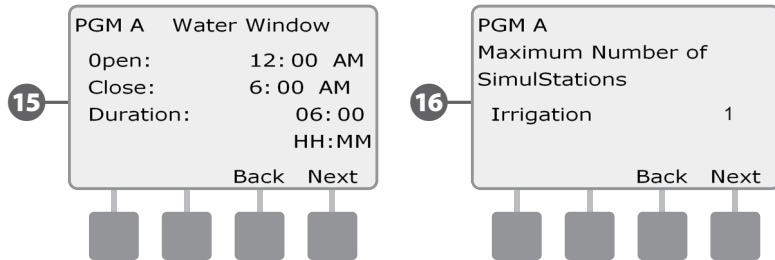 15
PGM A Water Window
Open: 12:00 AM
Close: 6:00 AM
Duration: 06:00
HH:MM
Back Next
16
PGM A
Maximum Number of
SimulStations
Irrigation 1
Back Next